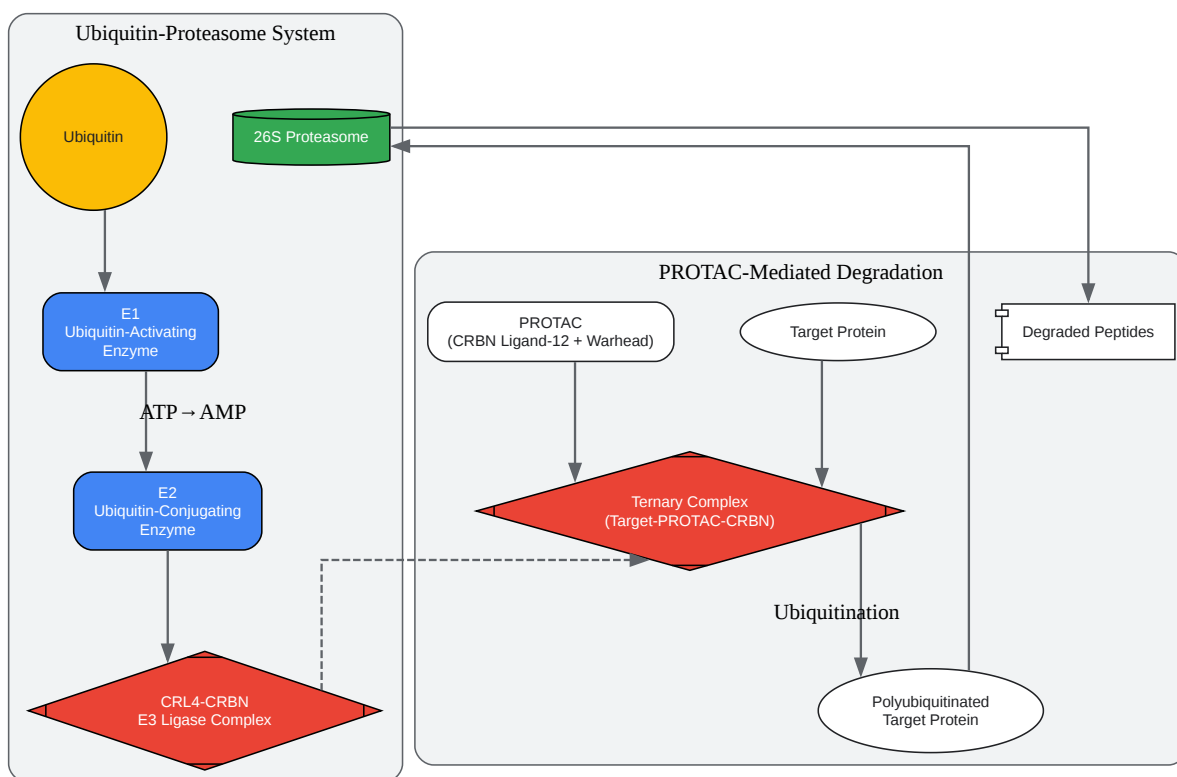 Ubiquitin-Proteasome System
Ubiquitin
26S Proteasome
E1
Ubiquitin-Activating
Enzyme
ATP→AMP
E2
Ubiquitin-Conjugating
Enzyme
CRL4-CRBN
E3 Ligase Complex
PROTAC-Mediated Degradation
PROTAC
(CRBN Ligand-12 + Warhead)
Target Protein
Degraded Peptides
Ternary Complex
(Target-PROTAC-CRBN)
Ubiquitination
Polyubiquitinated
Target Protein